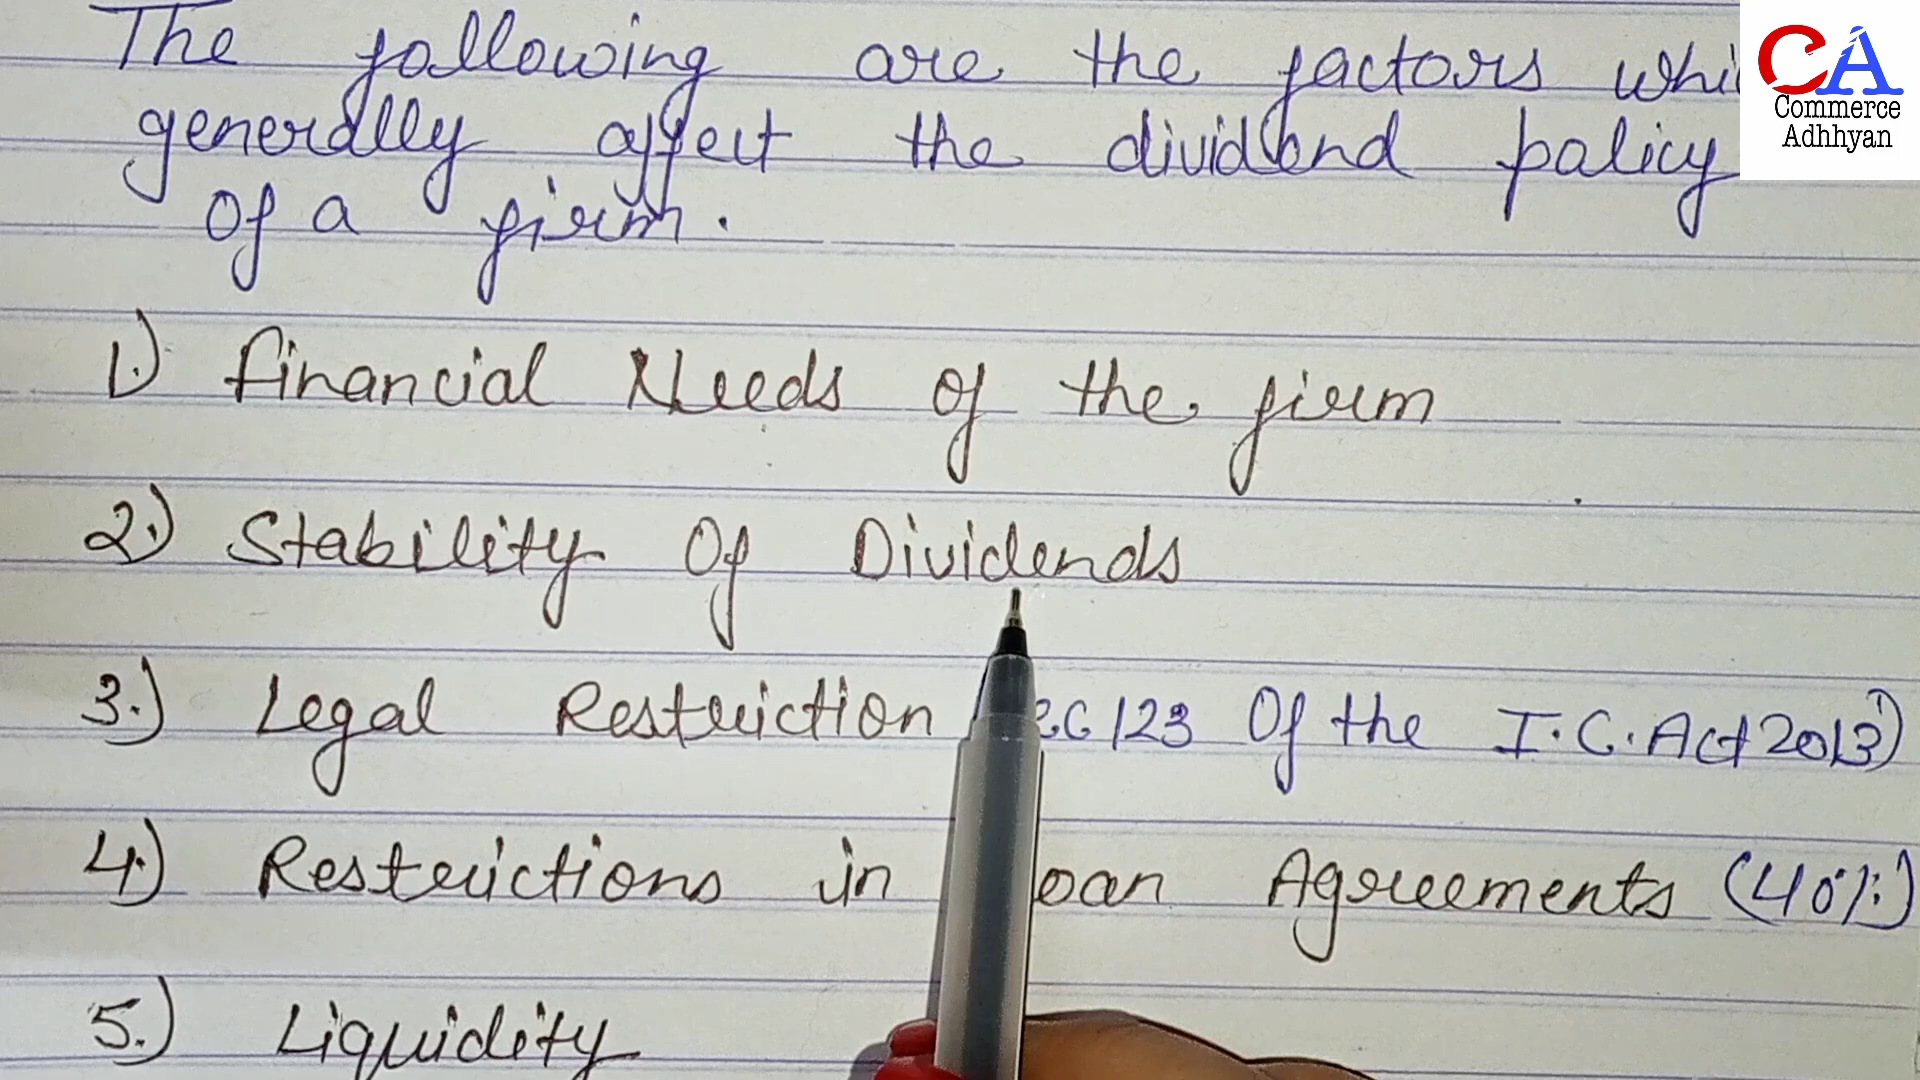 The following are the factors whi
generally affect the dividend policy
Of a firm.
1.) Financial Needs of the firm
2.) Stability Of Dividends
3.) Legal Restriction ec 123 Of the I.C. Act 2013)
4.) Restrictions in oan Agreements (40%)
5.) Liquidity
CA
Commerce
Adhhyan